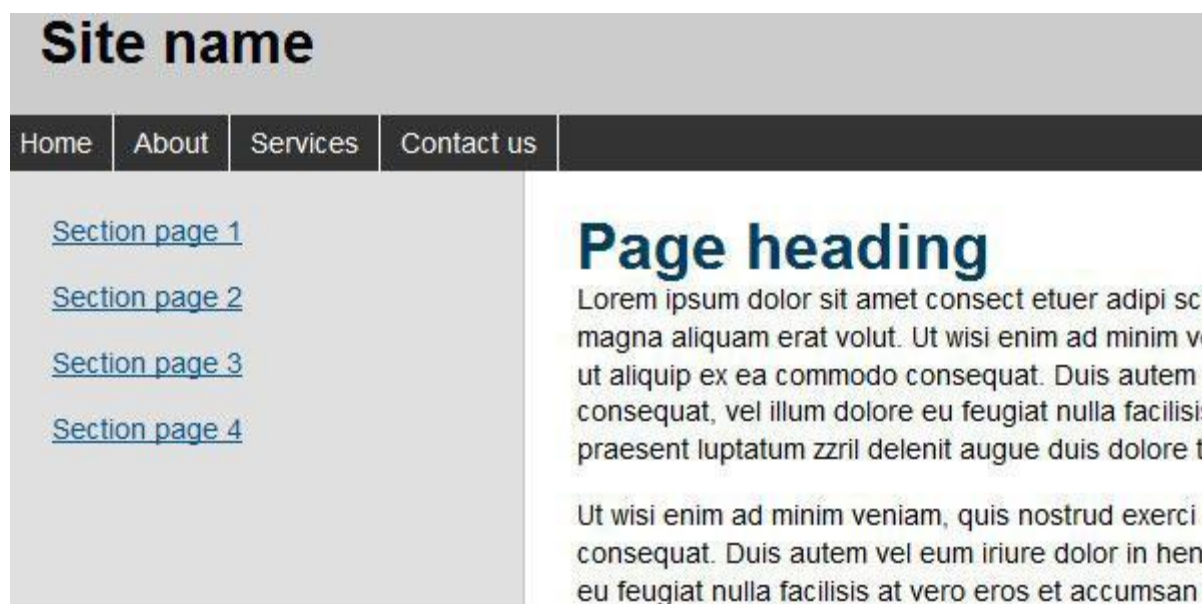 Site name
Home About Services Contact us
Section page 1
Section page 2
Section page 3
Section page 4
Page heading
Lorem ipsum dolor sit amet consect etuer adipi sc
magna aliquam erat volut. Ut wisi enim ad minim
ut aliquip ex ea commodo consequat. Duis autem
consequat, vel illum dolore eu feugiat nulla facilisis
praesent luptatum zzril delenit augue duis dolore
Ut wisi enim ad minim veniam, quis nostrud exerci
consequat. Duis autem vel eum iriure dolor in hen
eu feugiat nulla facilisis at vero eros et accumsan